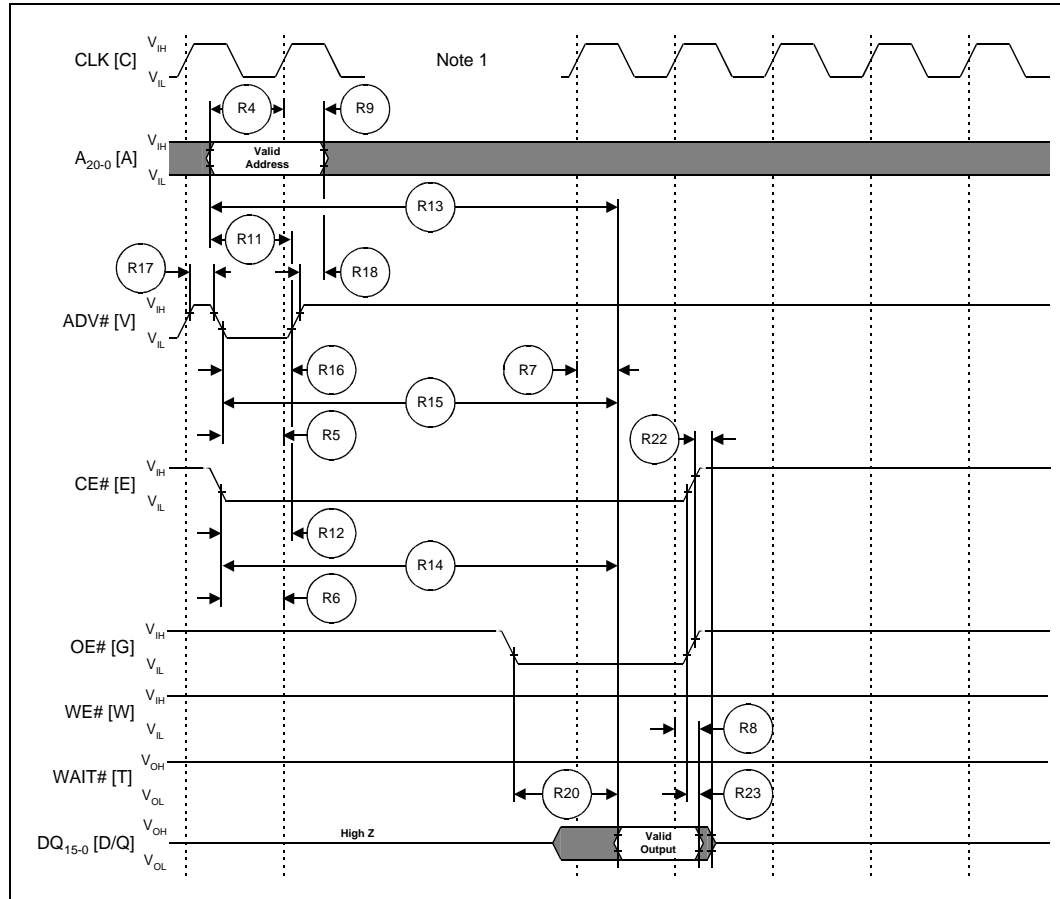 V_IH
CLK [C]
V_IL
Note 1
R4
R9
V_IH
A_20-0 [A]
V_IL
Valid
Address
R13
R11
R17
R18
V_IH
ADV# [V]
V_IL
R16
R7
R15
R5
R22
V_IH
CE# [E]
V_IL
R12
R14
R6
V_IH
OE# [G]
V_IL
V_IH
WE# [W]
V_IL
R8
V_OH
WAIT# [T]
V_OL
R20
R23
V_OH
DQ_15-0 [D/Q]
V_OL
High Z
Valid
Output